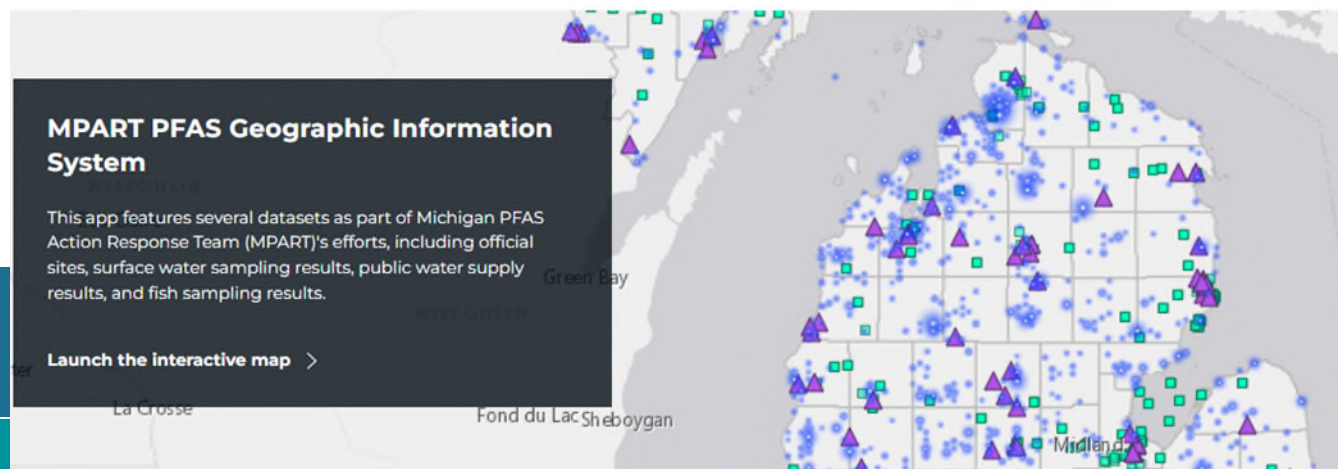 MPART PFAS Geographic Information
System
WISCONSIN
This app features several datasets as part of Michigan PFAS
Action Response Team (MPART)'s efforts, including official
sites, surface water sampling results, public water supply
results, and fish sampling results.
Green Bay
WISCONSIN
Launch the interactive map
La Crosse
Fond du Lac
Sheboygan
Midland